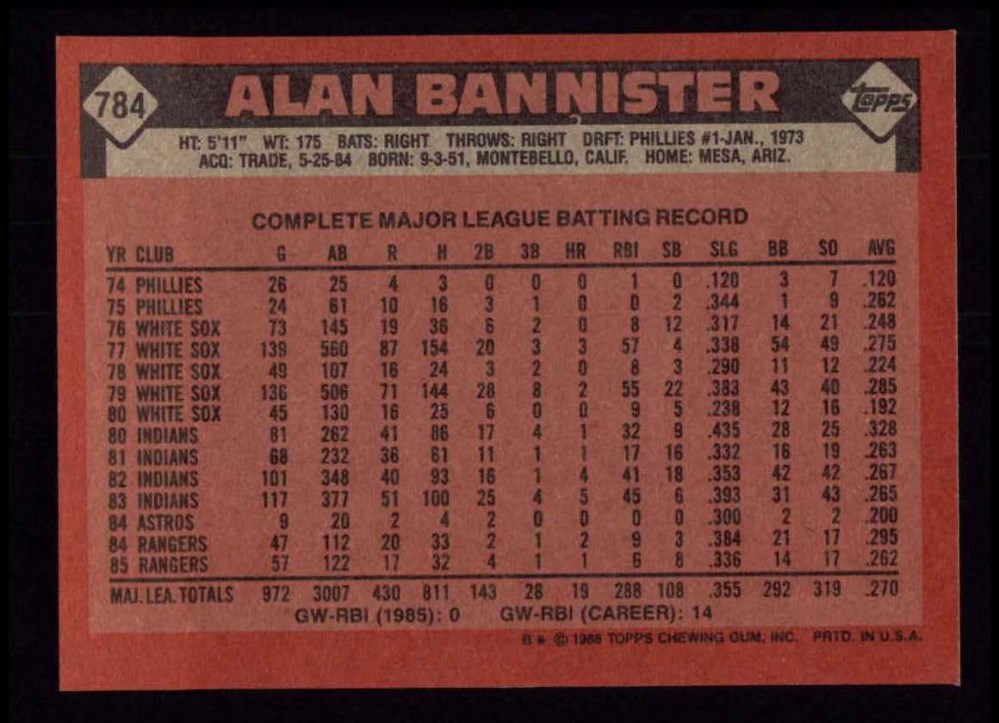 784 ALAN BANNISTER Topps
HT: 5'11" WT: 175 BATS: RIGHT THROWS: RIGHT DRFT: PHILLIES #1-JAN., 1973
ACQ: TRADE, 5-25-84 BORN: 9-3-51, MONTEBELLO, CALIF. HOME: MESA, ARIZ.
COMPLETE MAJOR LEAGUE BATTING RECORD
YR CLUB G AB R H 2B 3B HR RBI SB SLG BB SO AVG
74 PHILLIES 26 25 4 3 0 0 0 1 0 .120 3 7 .120
75 PHILLIES 24 61 10 16 3 1 0 0 2 .344 1 9 .262
76 WHITE SOX 73 145 19 36 6 2 0 8 12 .317 14 21 .248
77 WHITE SOX 139 560 87 154 20 3 3 57 4 .338 54 49 .275
78 WHITE SOX 49 107 16 24 3 2 0 8 3 .290 11 12 .224
79 WHITE SOX 136 506 71 144 28 8 2 55 22 .383 43 40 .285
80 WHITE SOX 45 130 16 25 6 0 0 9 5 .238 12 16 .192
80 INDIANS 81 262 41 86 17 4 1 32 9 .435 28 25 .328
81 INDIANS 68 232 36 61 11 1 1 17 16 .332 16 19 .263
82 INDIANS 101 348 40 93 16 1 4 41 18 .353 42 42 .267
83 INDIANS 117 377 51 100 25 4 5 45 6 .393 31 43 .265
84 ASTROS 9 20 2 4 2 0 0 0 0 .300 2 2 .200
84 RANGERS 47 112 20 33 2 1 2 9 3 .384 21 17 .295
85 RANGERS 57 122 17 32 4 1 1 6 8 .336 14 17 .262
MAJ. LEA. TOTALS 972 3007 430 811 143 28 19 288 108 .355 292 319 .270
GW-RBI (1985): 0 GW-RBI (CAREER): 14
B * © 1986 TOPPS CHEWING GUM, INC. PRTD. IN U.S.A.